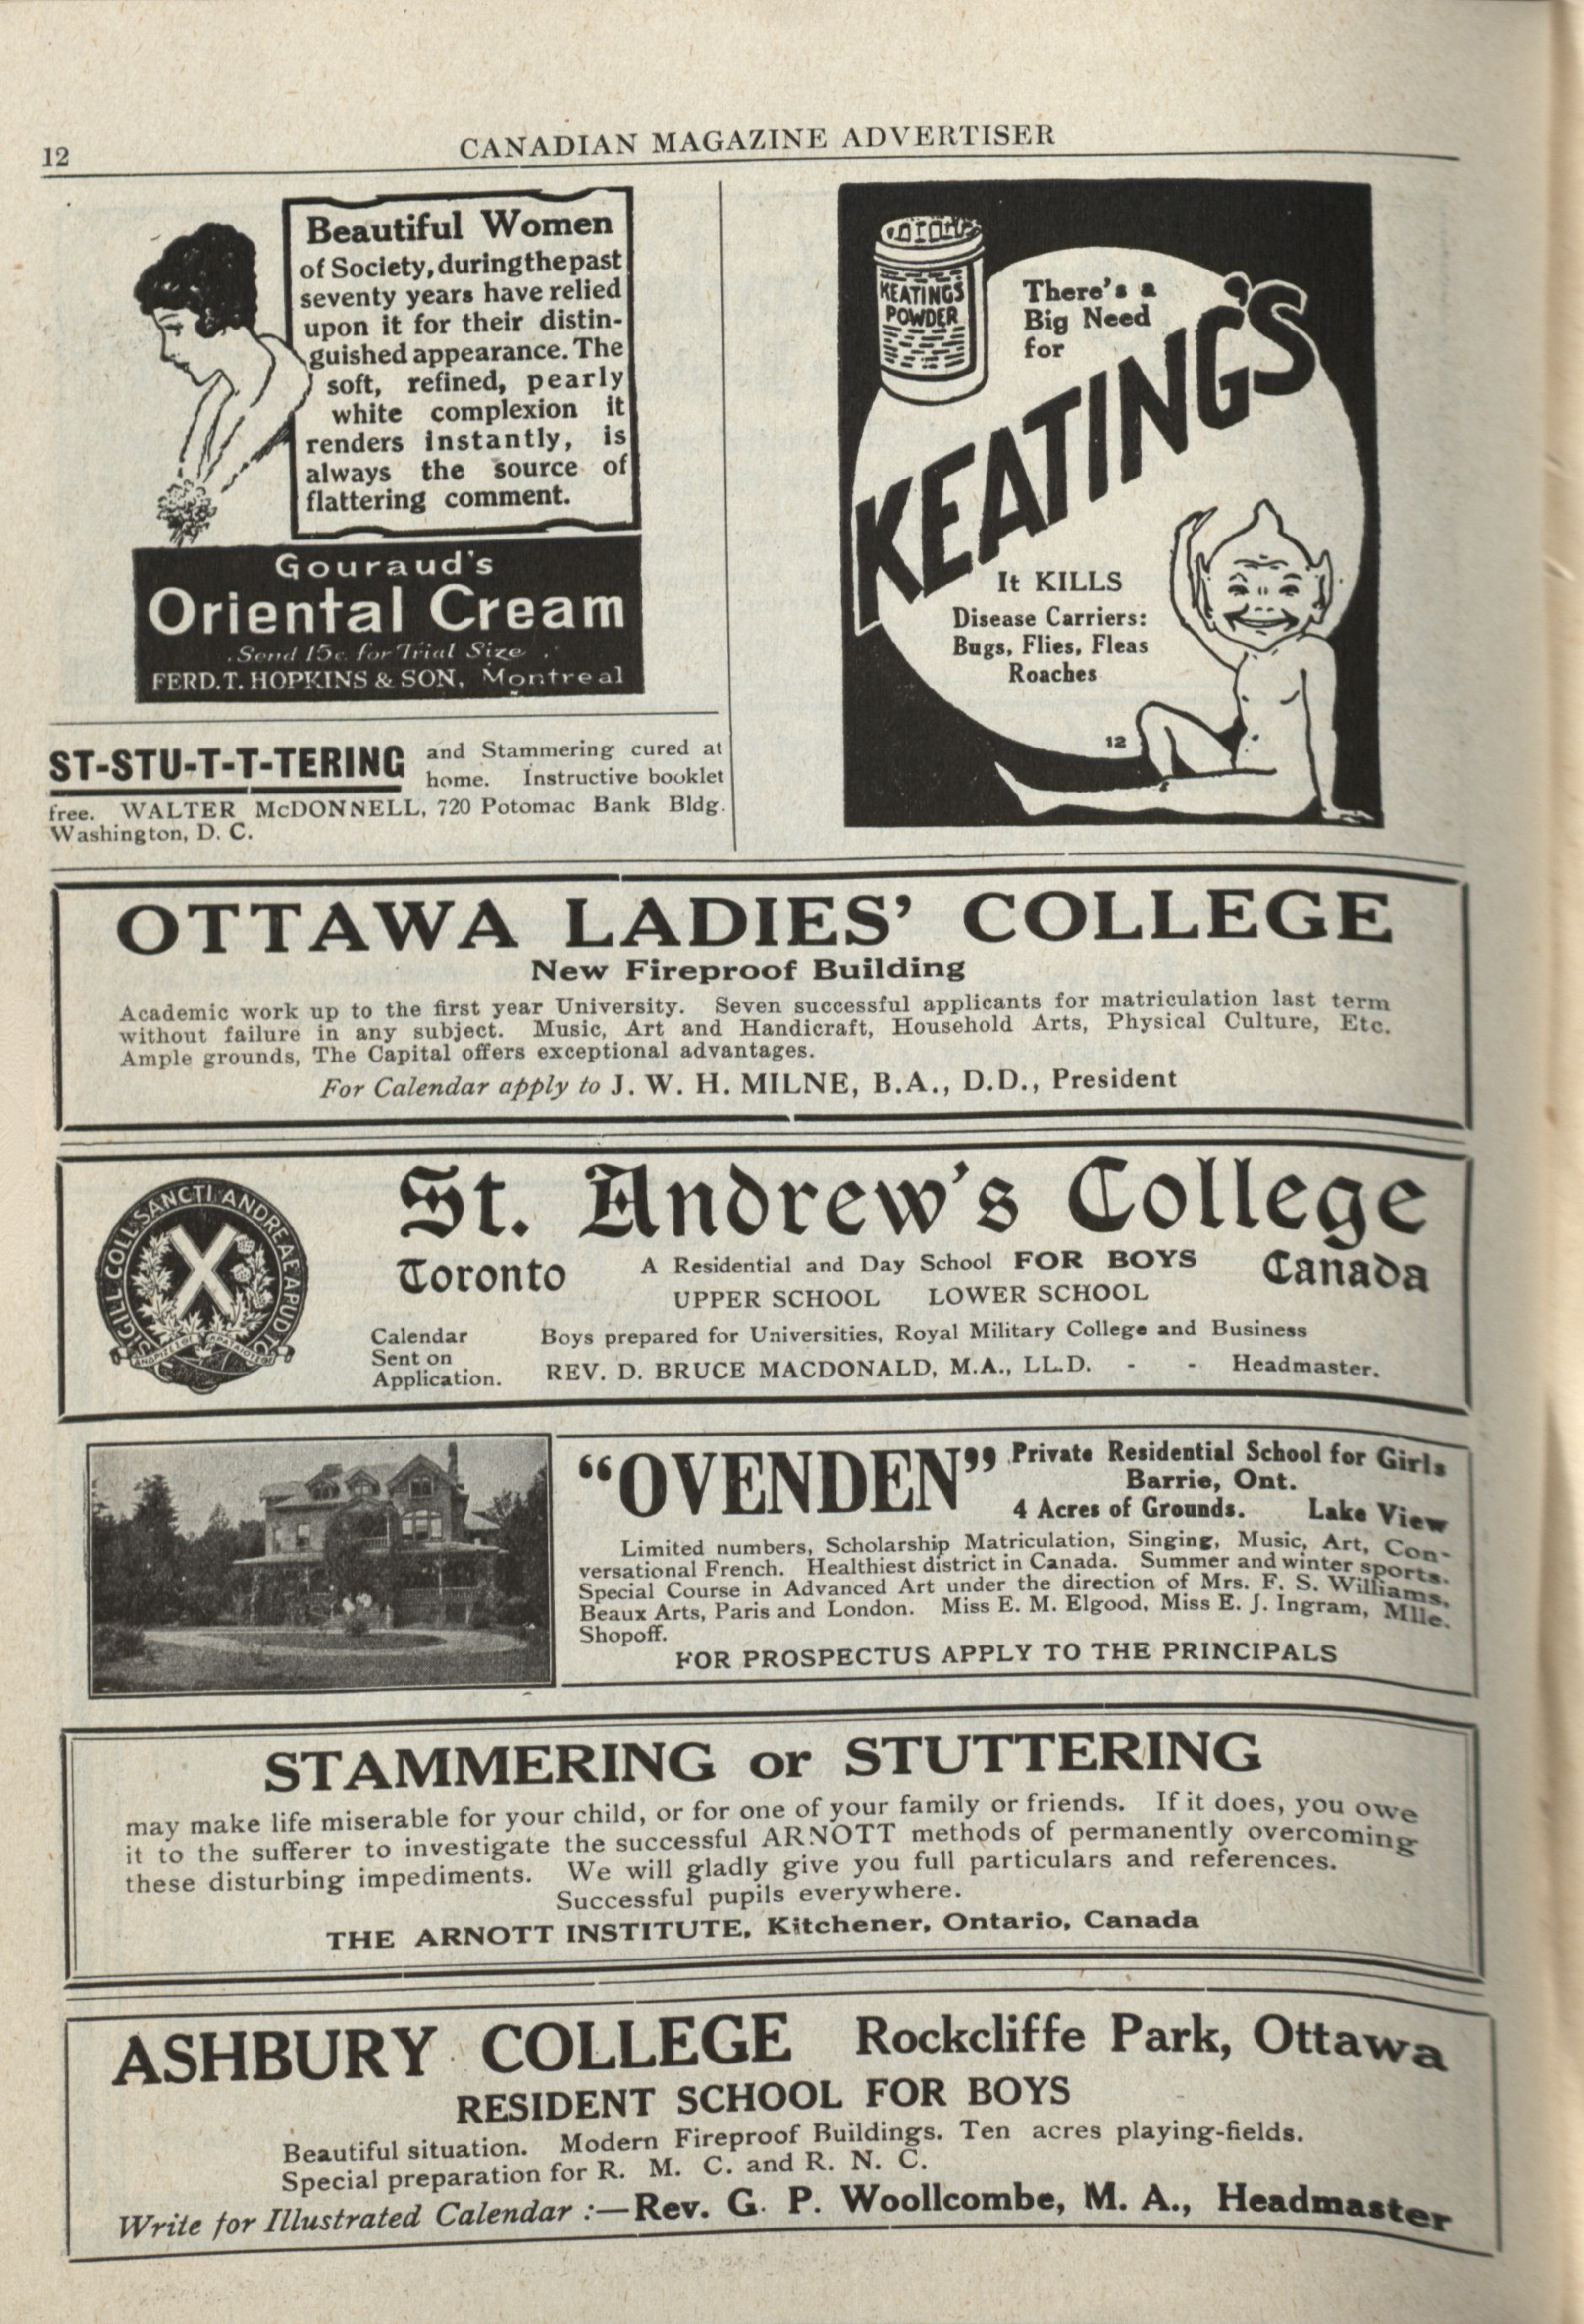 12
CANADIAN MAGAZINE ADVERTISER
Beautiful Women
of Society, during the past
seventy years have relied
upon it for their distin-
guished appearance. The
soft, refined, pearly
white complexion it
renders instantly, is
always the source of
flattering comment.
Gouraud's
Oriental Cream
Send 15c. for Trial Size
FERD. T. HOPKINS & SON, Montreal
ST-STU-T-T-TERING and Stammering cured at
home. Instructive booklet
free. WALTER McDONNELL, 720 Potomac Bank Bldg.
Washington, D. C.
KEATING'S
POWDER
There's a
Big Need
for
KEATING'S
It KILLS
Disease Carriers:
Bugs, Flies, Fleas
Roaches
12
OTTAWA LADIES' COLLEGE
New Fireproof Building
Academic work up to the first year University. Seven successful applicants for matriculation last term
without failure in any subject. Music, Art and Handicraft, Household Arts, Physical Culture, Etc.
Ample grounds, The Capital offers exceptional advantages.
For Calendar apply to J. W. H. MILNE, B.A., D.D., President
COLL SANCTI ANDREAE APUD
St. Andrew's College
Toronto A Residential and Day School FOR BOYS Canada
UPPER SCHOOL LOWER SCHOOL
Calendar
Sent on
Application.
Boys prepared for Universities, Royal Military College and Business
REV. D. BRUCE MACDONALD, M.A., LL.D. - - Headmaster.
"OVENDEN" Private Residential School for Girls
Barrie, Ont.
4 Acres of Grounds. Lake View
Limited numbers, Scholarship Matriculation, Singing, Music, Art, Con-
versational French. Healthiest district in Canada. Summer and winter sports.
Special Course in Advanced Art under the direction of Mrs. F. S. Williams,
Beaux Arts, Paris and London. Miss E. M. Elgood, Miss E. J. Ingram, Mlle.
Shopoff.
FOR PROSPECTUS APPLY TO THE PRINCIPALS
STAMMERING or STUTTERING
may make life miserable for your child, or for one of your family or friends. If it does, you owe
it to the sufferer to investigate the successful ARNOTT methods of permanently overcoming
these disturbing impediments. We will gladly give you full particulars and references.
Successful pupils everywhere.
THE ARNOTT INSTITUTE, Kitchener, Ontario, Canada
ASHBURY COLLEGE Rockcliffe Park, Ottawa
RESIDENT SCHOOL FOR BOYS
Beautiful situation. Modern Fireproof Buildings. Ten acres playing-fields.
Special preparation for R. M. C. and R. N. C.
Write for Illustrated Calendar :—Rev. G. P. Woollcombe, M. A., Headmaster